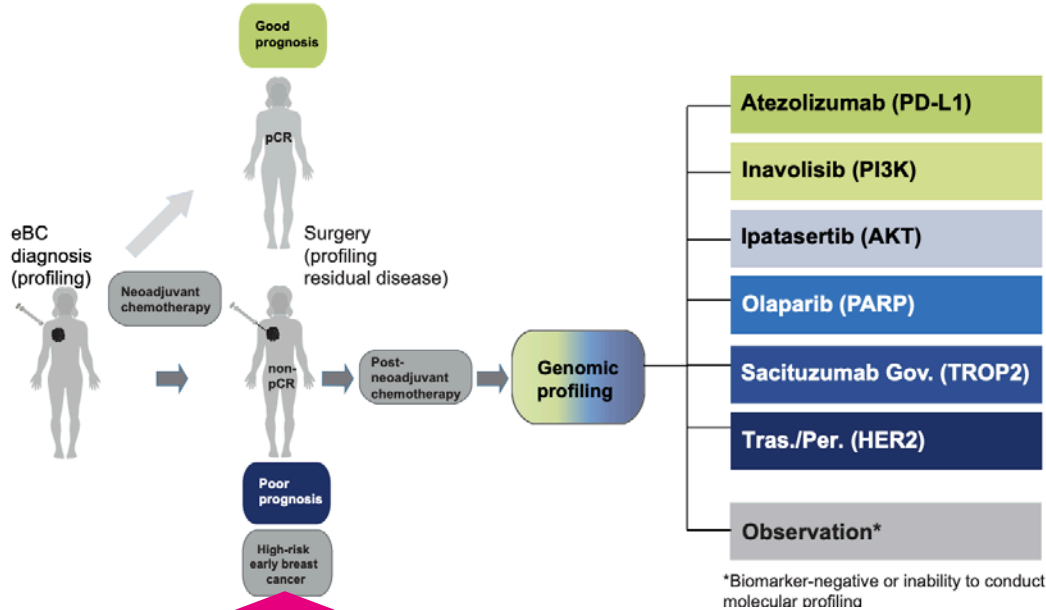 Good
prognosis
pCR
eBC
diagnosis
(profiling)
Neoadjuvant
chemotherapy
Surgery
(profiling
residual disease)
non-
pCR
Post-
neoadjuvant
chemotherapy
Poor
prognosis
High-risk
early breast
cancer
Genomic
profiling
Atezolizumab (PD-L1)
Inavolisib (PI3K)
Ipatasertib (AKT)
Olaparib (PARP)
Sacituzumab Gov. (TROP2)
Tras./Per. (HER2)
Observation*
*Biomarker-negative or inability to conduct
molecular profiling